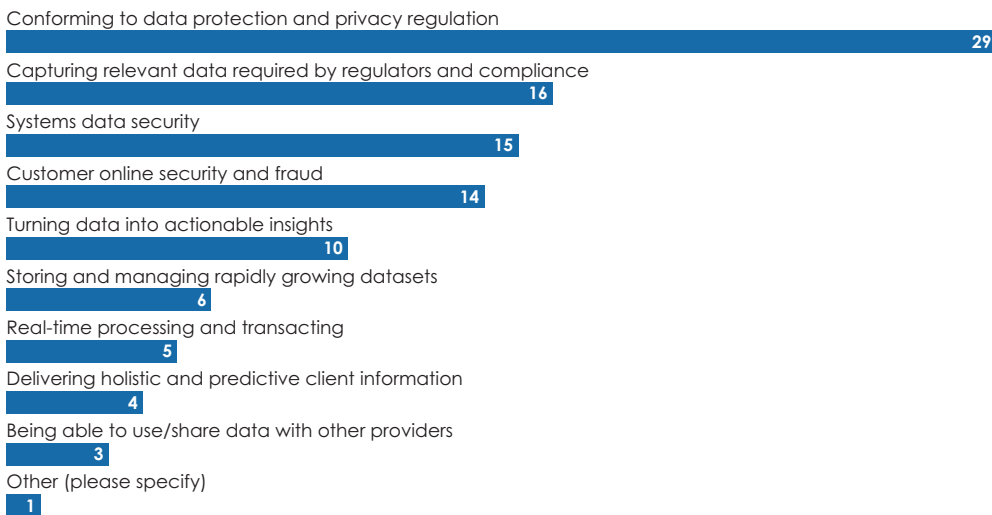 Conforming to data protection and privacy regulation
29
Capturing relevant data required by regulators and compliance
16
Systems data security
15
Customer online security and fraud
14
Turning data into actionable insights
10
Storing and managing rapidly growing datasets
6
Real-time processing and transacting
5
Delivering holistic and predictive client information
4
Being able to use/share data with other providers
3
Other (please specify)
1